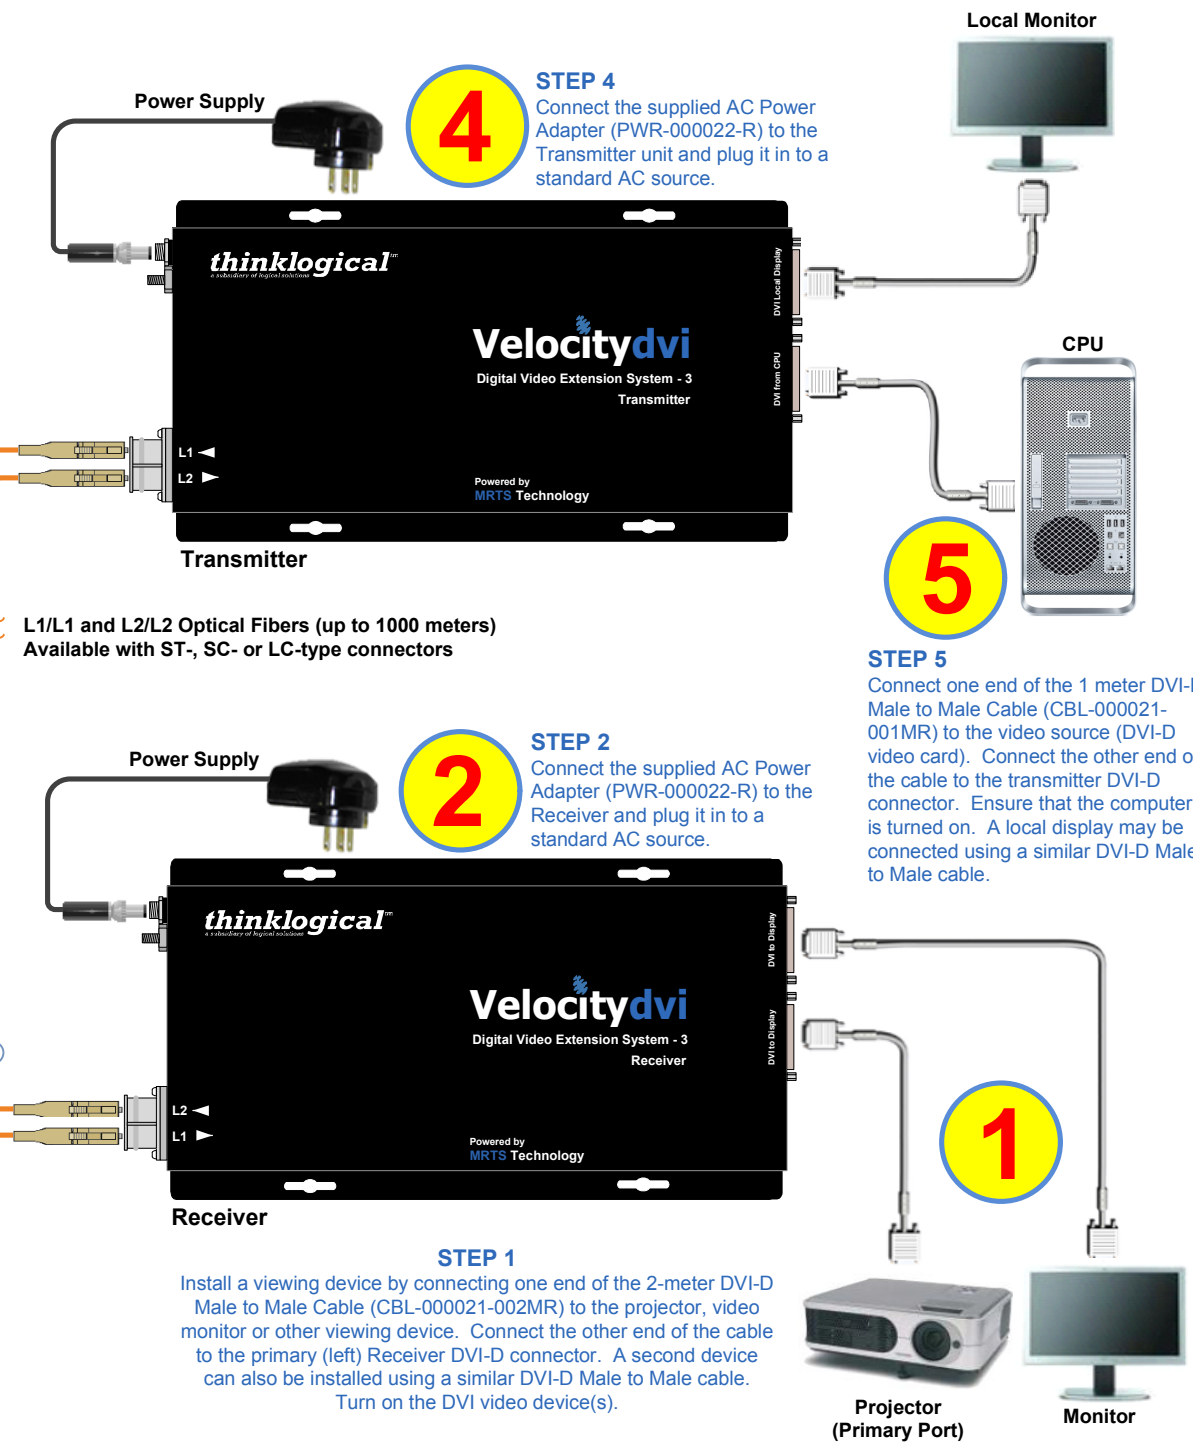 Local Monitor
Power Supply
4
STEP 4
Connect the supplied AC Power
Adapter (PWR-000022-R) to the
Transmitter unit and plug it in to a
standard AC source.
thinklogical™
a subsidiary of logical solutions
DVI Local Display
Velocitydvi
Digital Video Extension System - 3
Transmitter
DVI from CPU
CPU
L1
L2
Powered by
MRTS Technology
Transmitter
5
L1/L1 and L2/L2 Optical Fibers (up to 1000 meters)
Available with ST-, SC- or LC-type connectors
STEP 5
Connect one end of the 1 meter DVI-
Male to Male Cable (CBL-000021-
001MR) to the video source (DVI-D
video card). Connect the other end o
the cable to the transmitter DVI-D
connector. Ensure that the computer
is turned on. A local display may be
connected using a similar DVI-D Male
to Male cable.
Power Supply
2
STEP 2
Connect the supplied AC Power
Adapter (PWR-000022-R) to the
Receiver and plug it in to a
standard AC source.
thinklogical™
a subsidiary of logical solutions
DVI to Display
Velocitydvi
Digital Video Extension System - 3
Receiver
DVI to Display
L2
L1
Powered by
MRTS Technology
Receiver
1
STEP 1
Install a viewing device by connecting one end of the 2-meter DVI-D
Male to Male Cable (CBL-000021-002MR) to the projector, video
monitor or other viewing device. Connect the other end of the cable
to the primary (left) Receiver DVI-D connector. A second device
can also be installed using a similar DVI-D Male to Male cable.
Turn on the DVI video device(s).
Projector
(Primary Port)
Monitor